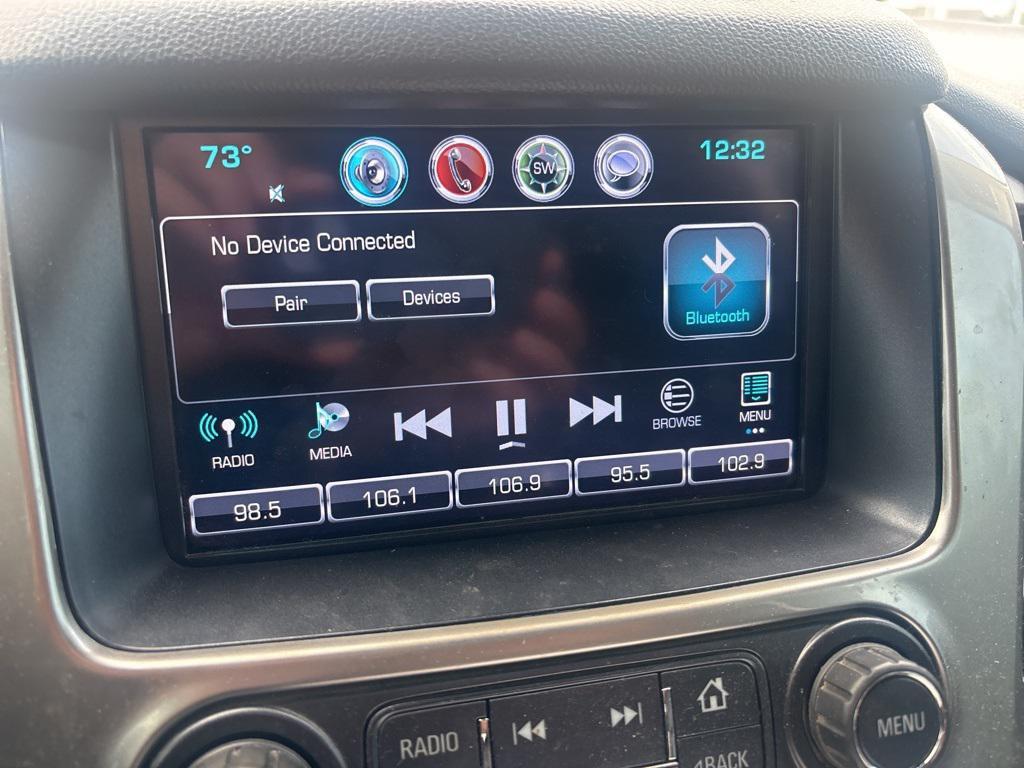 73°
SW
12:32
No Device Connected
Pair
Devices
Bluetooth
RADIO
MEDIA
BROWSE
MENU
98.5
106.1
106.9
95.5
102.9
RADIO
BACK
MENU